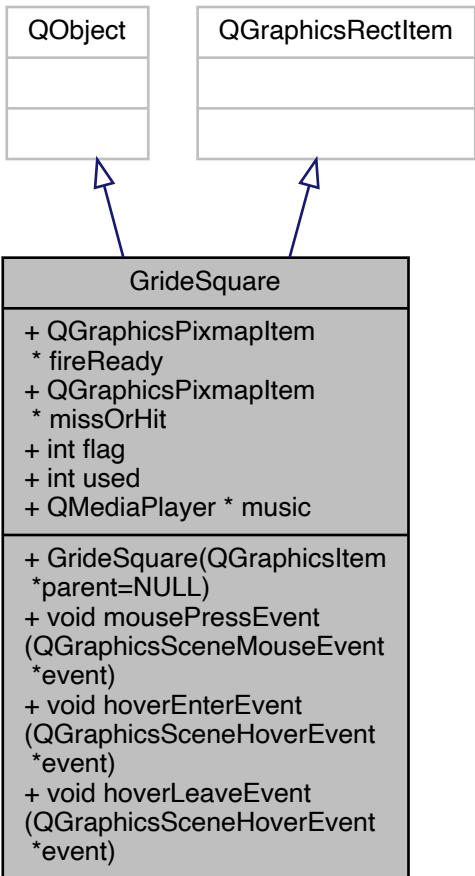 QObject
QGraphicsRectItem
GrideSquare
+ QGraphicsPixmapItem
* fireReady
+ QGraphicsPixmapItem
* missOrHit
+ int flag
+ int used
+ QMediaPlayer * music
+ GrideSquare(QGraphicsItem
*parent=NULL)
+ void mousePressEvent
(QGraphicsSceneMouseEvent
*event)
+ void hoverEnterEvent
(QGraphicsSceneHoverEvent
*event)
+ void hoverLeaveEvent
(QGraphicsSceneHoverEvent
*event)